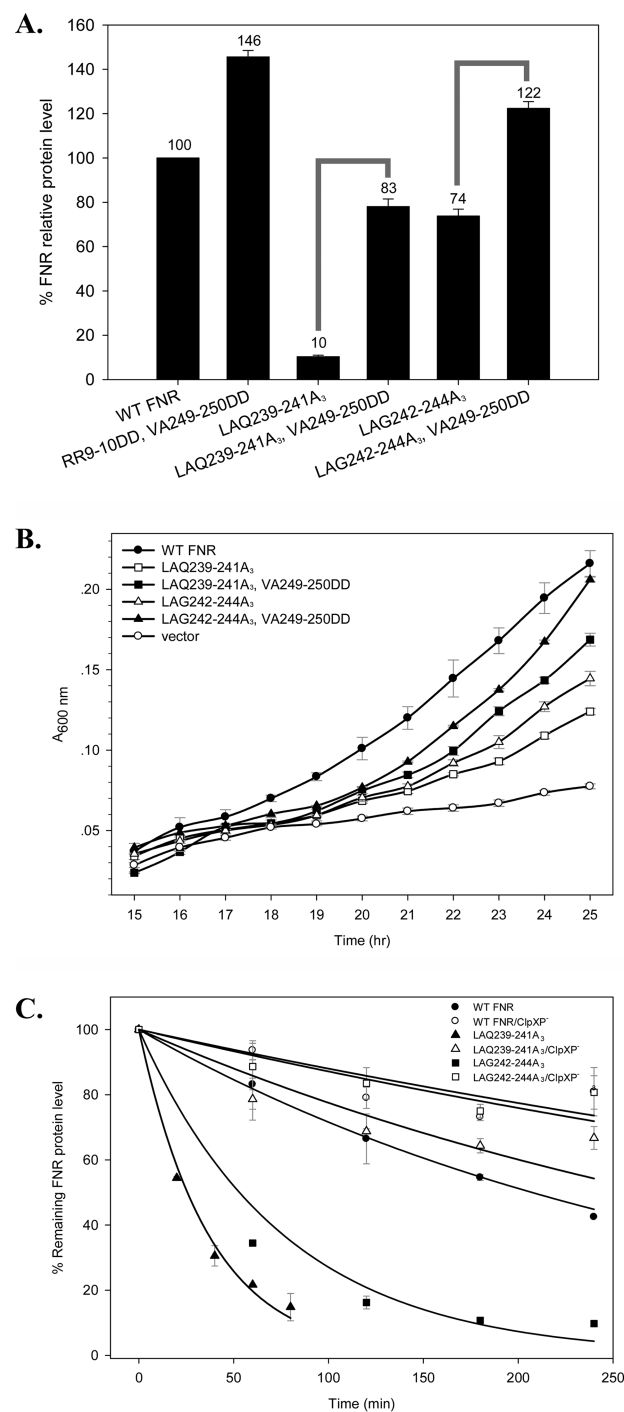 A.
% FNR relative protein level
160
140
120
100
80
60
40
20
0
100
146
10
83
74
122
WT FNR
RR9-10DD, VA249-250DD
LAQ239-241A₃
LAQ239-241A₃, VA249-250DD
LAG242-244A₃
LAG242-244A₃, VA249-250DD
B.
WT FNR
LAQ239-241A₃
LAQ239-241A₃, VA249-250DD
LAG242-244A₃
LAG242-244A₃, VA249-250DD
vector
A600 nm
.20
.15
.10
.05
15 16 17 18 19 20 21 22 23 24 25
Time (hr)
C.
WT FNR
WT FNR/ClpXP⁻
LAQ239-241A₃
LAQ239-241A₃/ClpXP⁻
LAG242-244A₃
LAG242-244A₃/ClpXP⁻
% Remaining FNR protein level
100
80
60
40
20
0
0 50 100 150 200 250
Time (min)